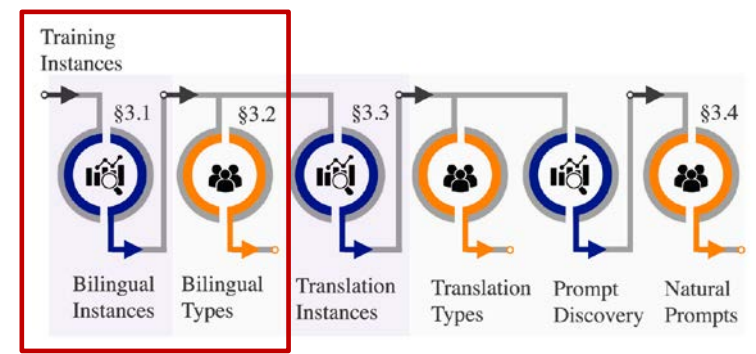 Training
Instances
§3.1
§3.2
§3.3
§3.4
Bilingual
Instances
Bilingual
Types
Translation
Instances
Translation
Types
Prompt
Discovery
Natural
Prompts